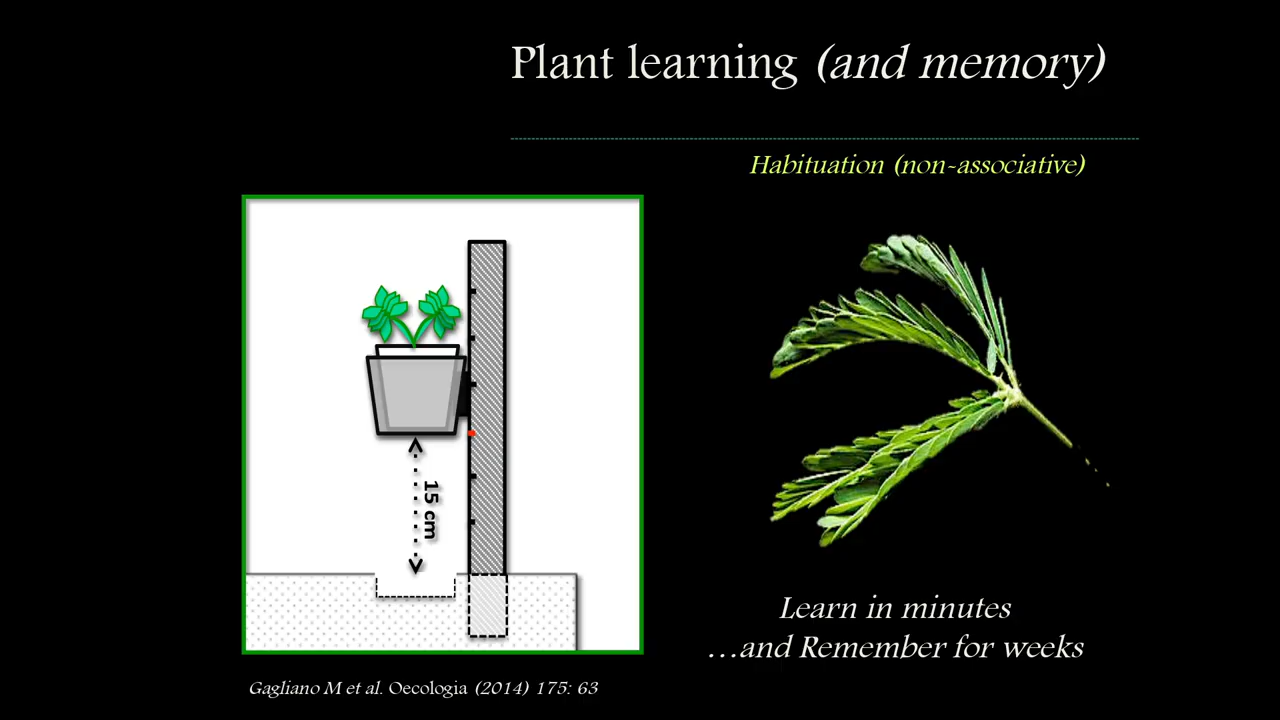 Plant learning (and memory)
Habituation (non-associative)
15 cm
Learn in minutes
...and Remember for weeks
Gagliano M et al. Oecologia (2014) 175: 63